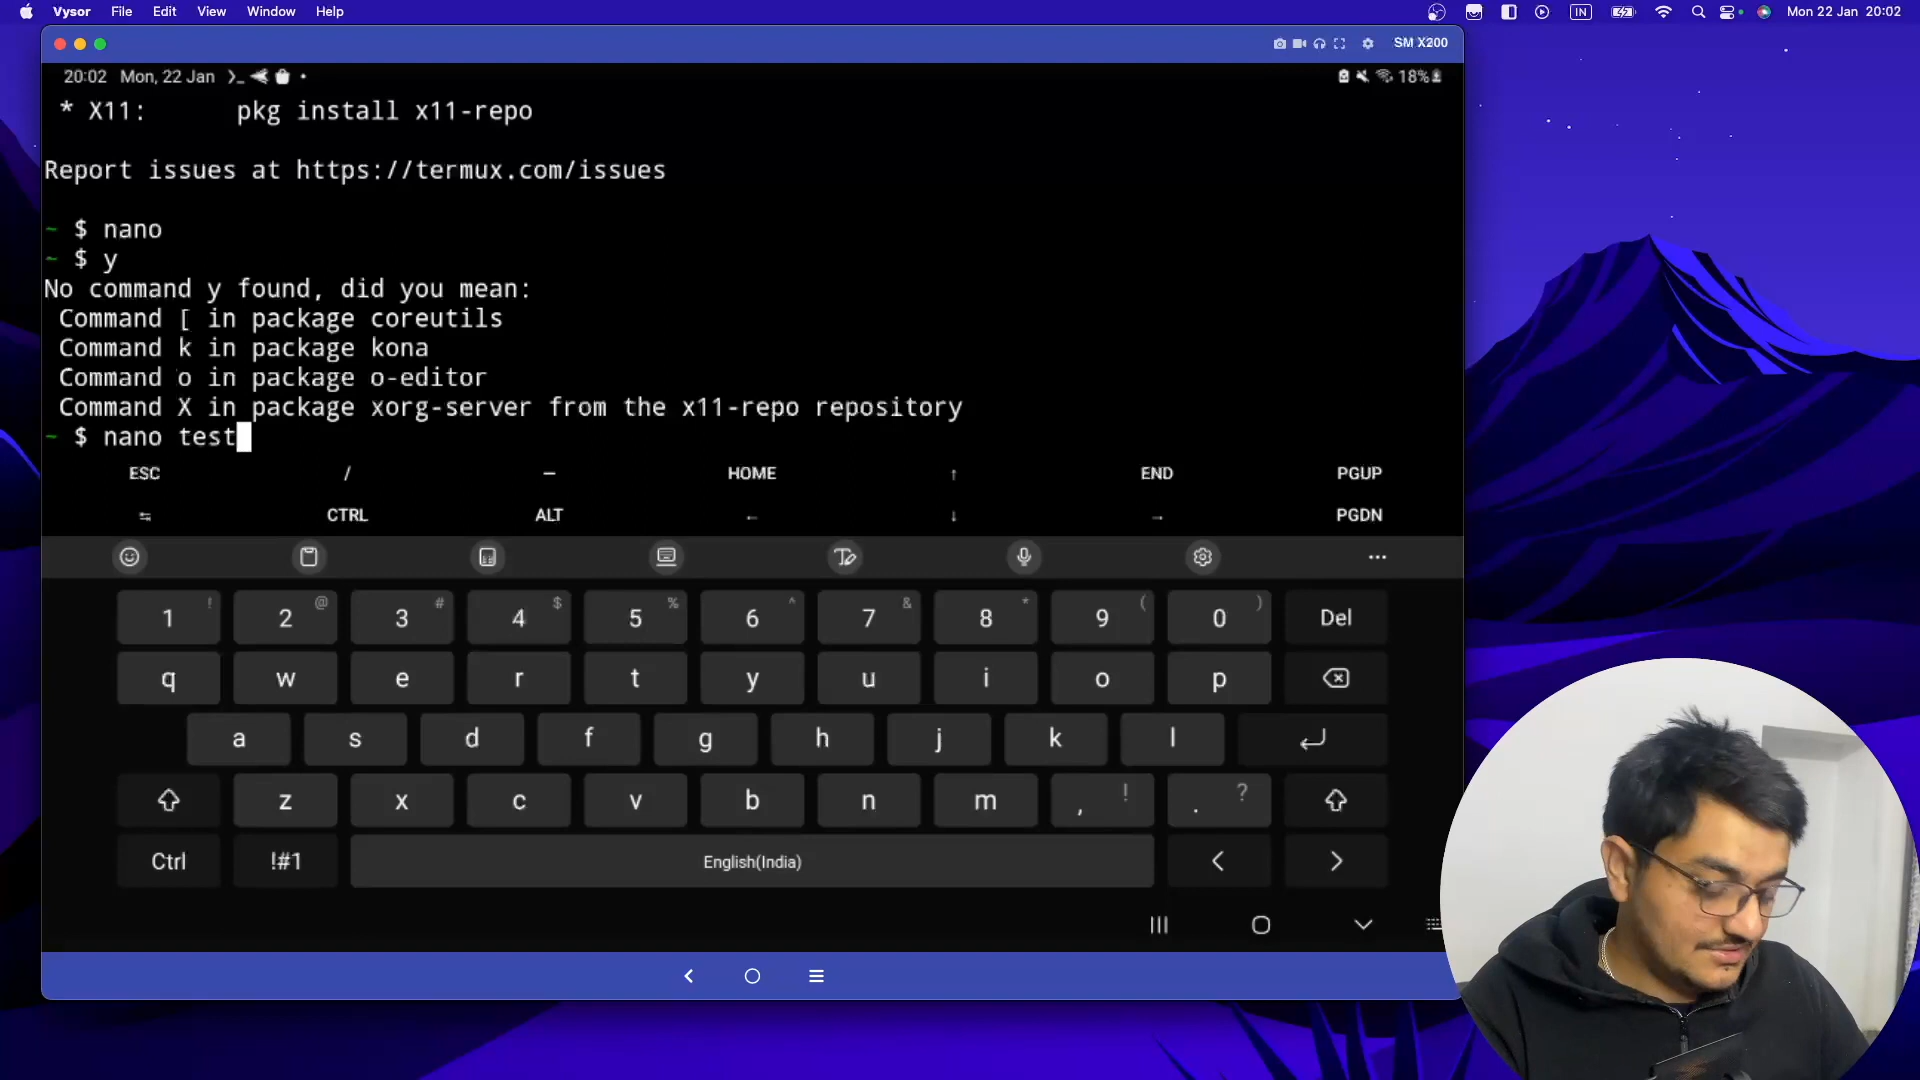 Vysor File Edit View Window Help IN Mon 22 Jan 20:02
SM X200
20:02 Mon, 22 Jan 18%
* X11: pkg install x11-repo
Report issues at https://termux.com/issues
~ $ nano
~ $ y
No command y found, did you mean:
Command [ in package coreutils
Command k in package kona
Command o in package o-editor
Command X in package xorg-server from the x11-repo repository
~ $ nano test
ESC / — HOME ↑ END PGUP
⇆ CTRL ALT ← ↓ → PGDN
! @ # $ % ^ & * ( )
1 2 3 4 5 6 7 8 9 0 Del
q w e r t y u i o p
a s d f g h j k l
z x c v b n m , ! . ?
Ctrl !#1 English(India) < >